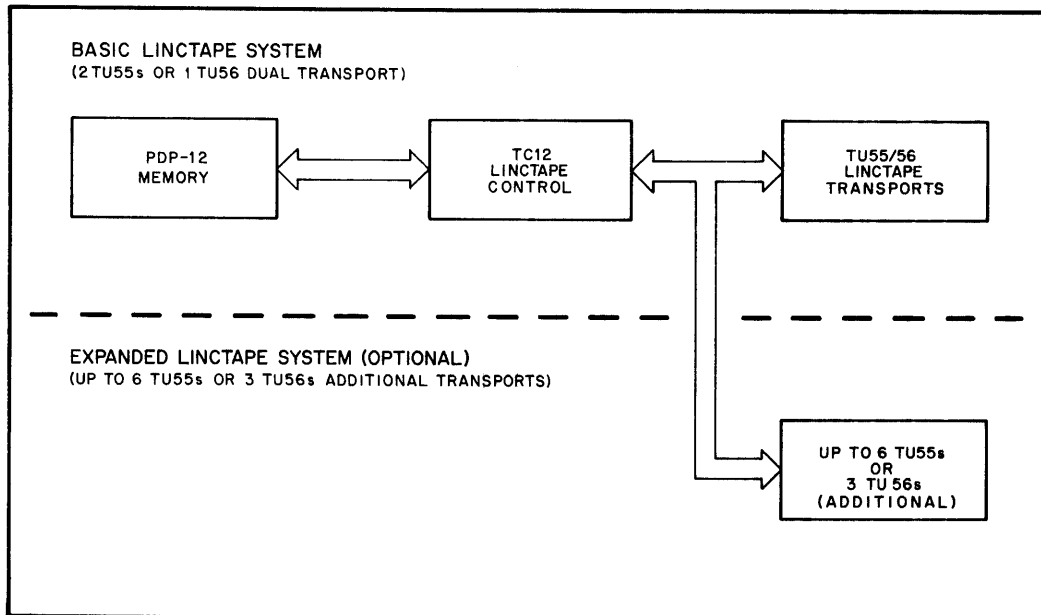 BASIC LINCTAPE SYSTEM
(2 TU55s OR 1 TU56 DUAL TRANSPORT)
PDP-12
MEMORY
TC12
LINCTAPE
CONTROL
TU55/56
LINCTAPE
TRANSPORTS
EXPANDED LINCTAPE SYSTEM (OPTIONAL)
(UP TO 6 TU55s OR 3 TU56s ADDITIONAL TRANSPORTS)
UP TO 6 TU55s
OR
3 TU56s
(ADDITIONAL)